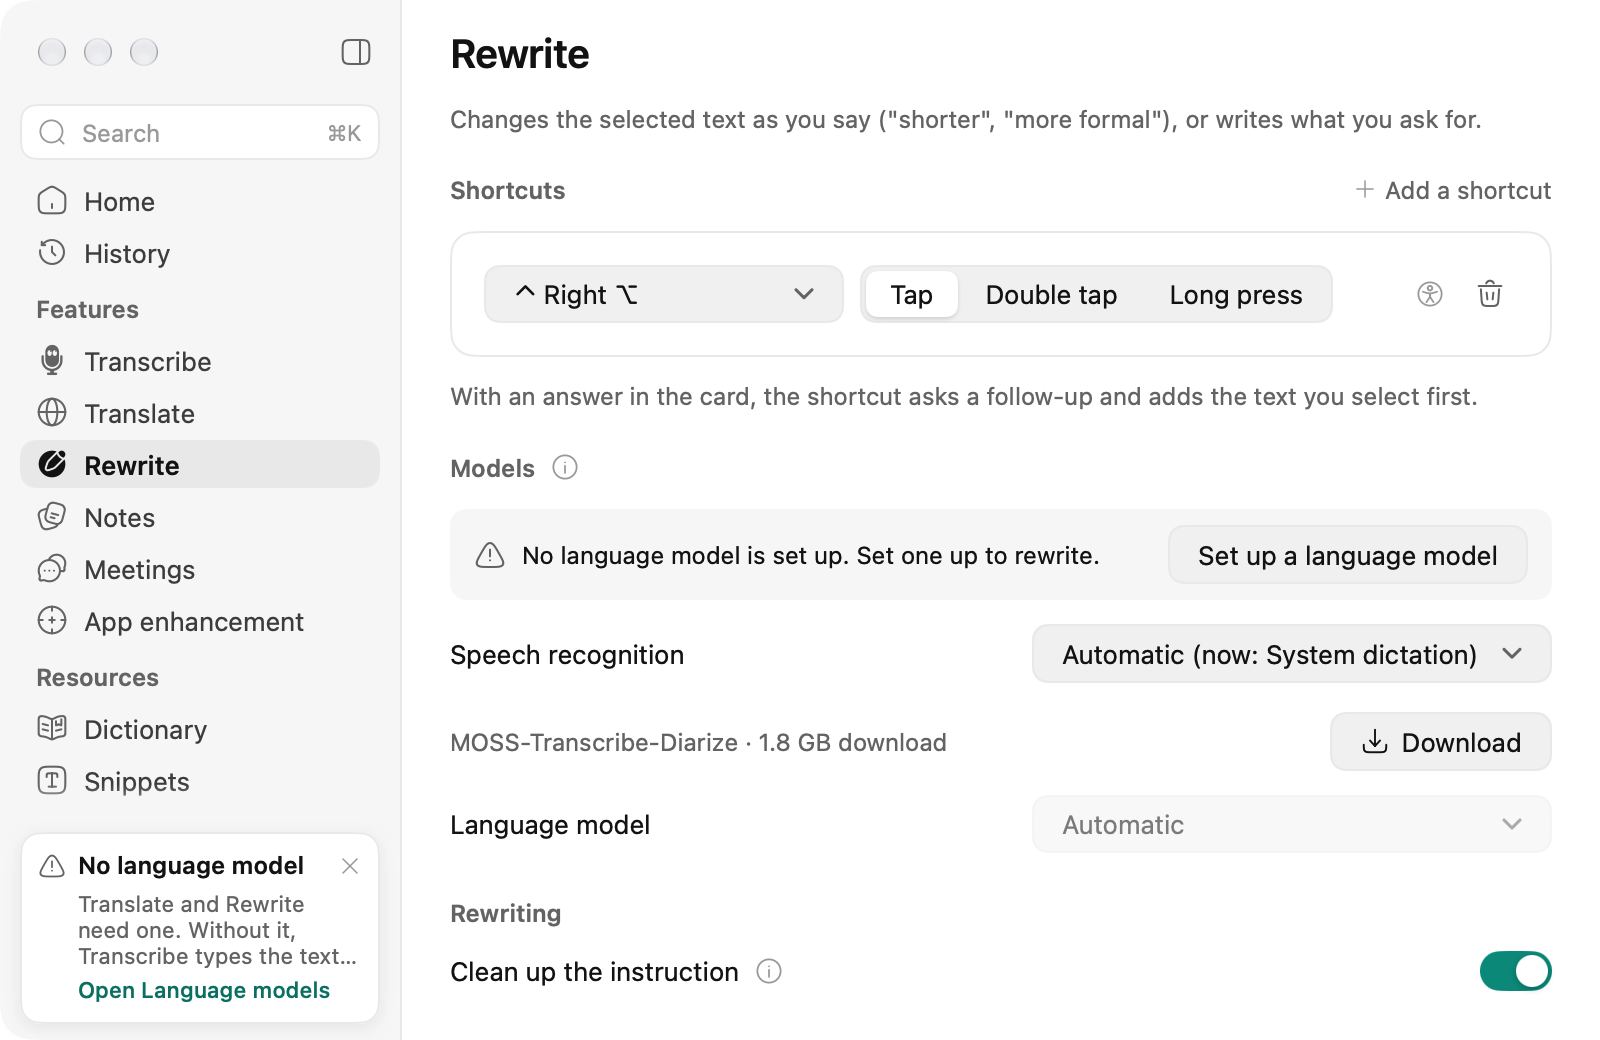 Search ⌘K
Home
History
Features
Transcribe
Translate
Rewrite
Notes
Meetings
App enhancement
Resources
Dictionary
Snippets
No language model
Translate and Rewrite
need one. Without it,
Transcribe types the text...
Open Language models
Rewrite
Changes the selected text as you say ("shorter", "more formal"), or writes what you ask for.
Shortcuts
+ Add a shortcut
^ Right ⌥
Tap
Double tap
Long press
With an answer in the card, the shortcut asks a follow-up and adds the text you select first.
Models
No language model is set up. Set one up to rewrite.
Set up a language model
Speech recognition
Automatic (now: System dictation)
MOSS-Transcribe-Diarize · 1.8 GB download
Download
Language model
Automatic
Rewriting
Clean up the instruction